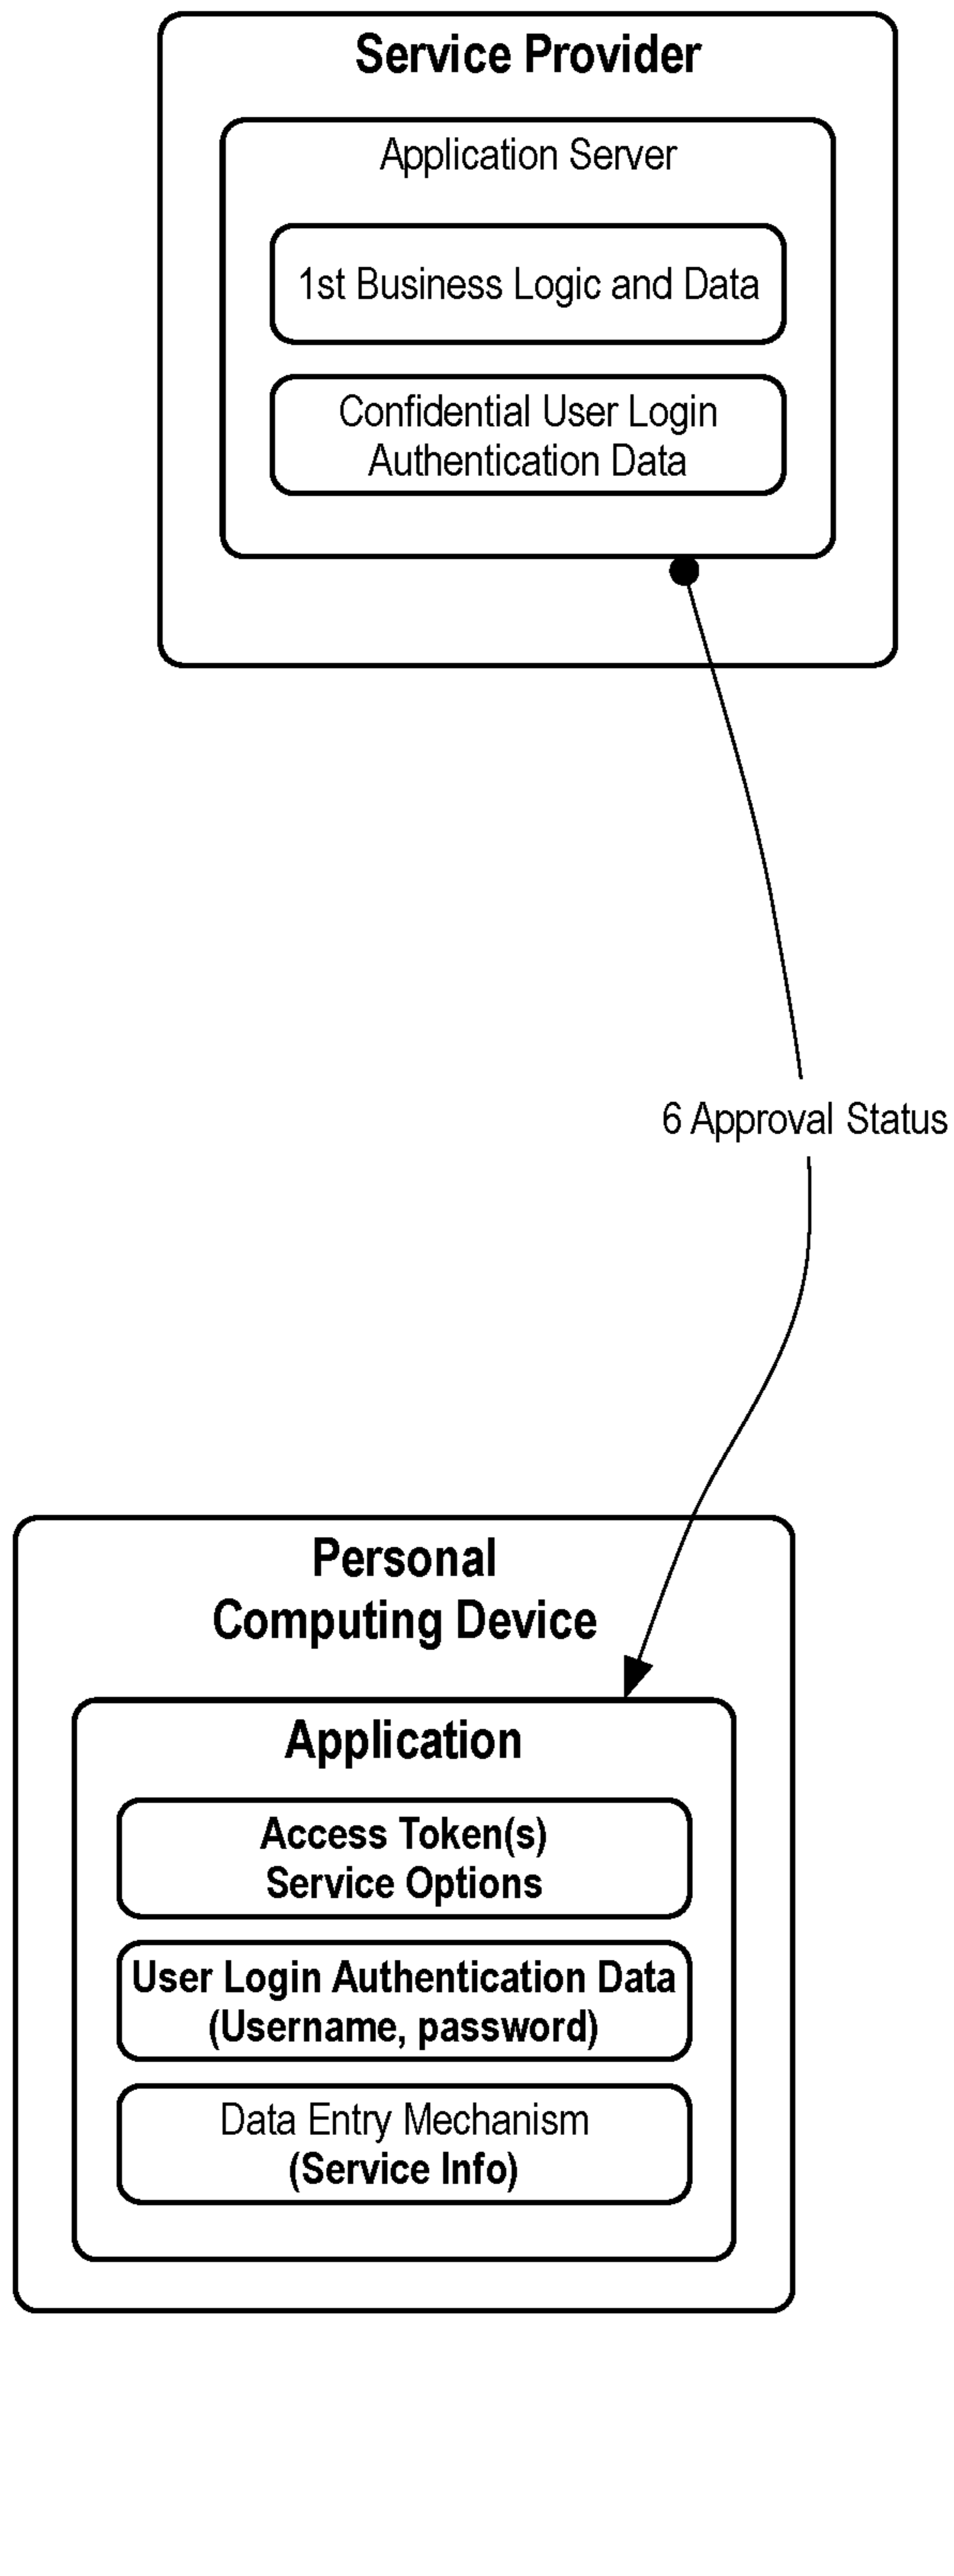 Service Provider
Application Server
1st Business Logic and Data
Confidential User Login
Authentication Data
6 Approval Status
Personal
Computing Device
Application
Access Token(s)
Service Options
User Login Authentication Data
(Username, password)
Data Entry Mechanism
(Service Info)